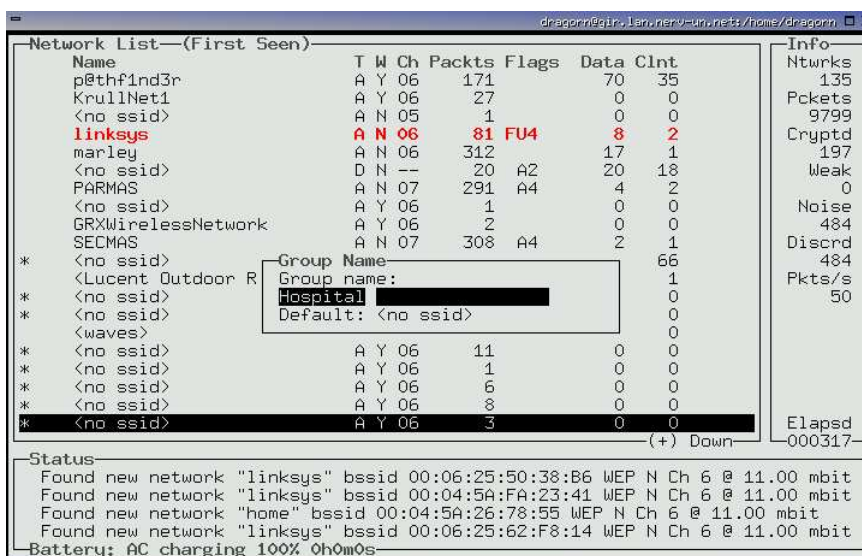 dragorn@gir.lan.nerv-un.net:/home/dragorn
Network List—(First Seen)
Name T W Ch Packts Flags Data Clnt
p@thf1nd3r A Y 06 171 70 35
KrullNet1 A Y 06 27 0 0
<no ssid> A N 05 1 0 0
linksys A N 06 81 FU4 8 2
marley A N 06 312 17 1
<no ssid> D N -- 20 A2 20 18
PARMAS A N 07 291 A4 4 2
<no ssid> A Y 06 1 0 0
GRXWirelessNetwork A Y 06 2 0 0
SECMAS A N 07 308 A4 2 1
* <no ssid> 66
<Lucent Outdoor R 1
* <no ssid> 0
* <no ssid> 0
<waves> 0
* <no ssid> A Y 06 11 0 0
* <no ssid> A Y 06 1 0 0
* <no ssid> A Y 06 6 0 0
* <no ssid> A Y 06 8 0 0
* <no ssid> A Y 06 3 0 0
(+) Down
Group Name
Group name:
Hospital
Default: <no ssid>
Info
Ntwrks
135
Pckets
9799
Cryptd
197
Weak
0
Noise
484
Discrd
484
Pkts/s
50
Elapsd
000317
Status
Found new network "linksys" bssid 00:06:25:50:38:B6 WEP N Ch 6 @ 11.00 mbit
Found new network "linksys" bssid 00:04:5A:FA:23:41 WEP N Ch 6 @ 11.00 mbit
Found new network "home" bssid 00:04:5A:26:78:55 WEP N Ch 6 @ 11.00 mbit
Found new network "linksys" bssid 00:06:25:62:F8:14 WEP N Ch 6 @ 11.00 mbit
Battery: AC charging 100% 0h0m0s